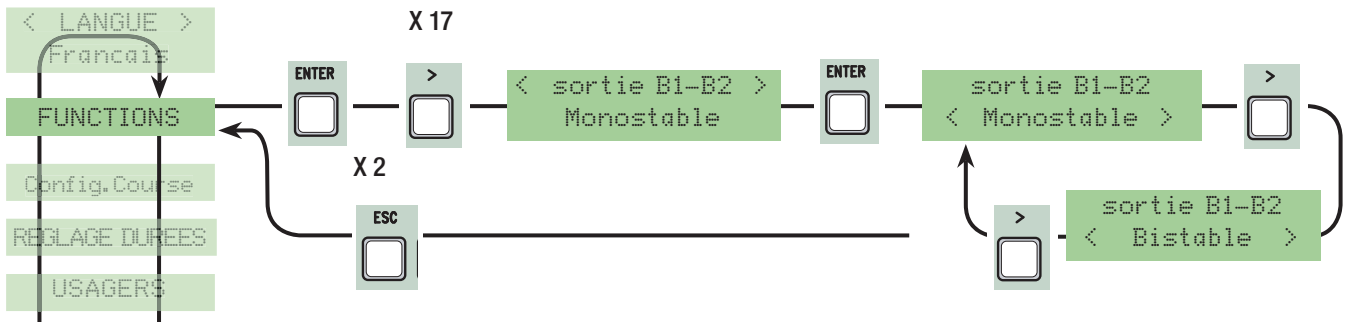 < LANGUE >
Francais
FUNCTIONS
Config.Course
REGLAGE DUREES
USAGERS
X 17
ENTER
>
< sortie B1-B2 >
Monostable
ENTER
sortie B1-B2
< Monostable >
>
X 2
ESC
>
sortie B1-B2
< Bistable >